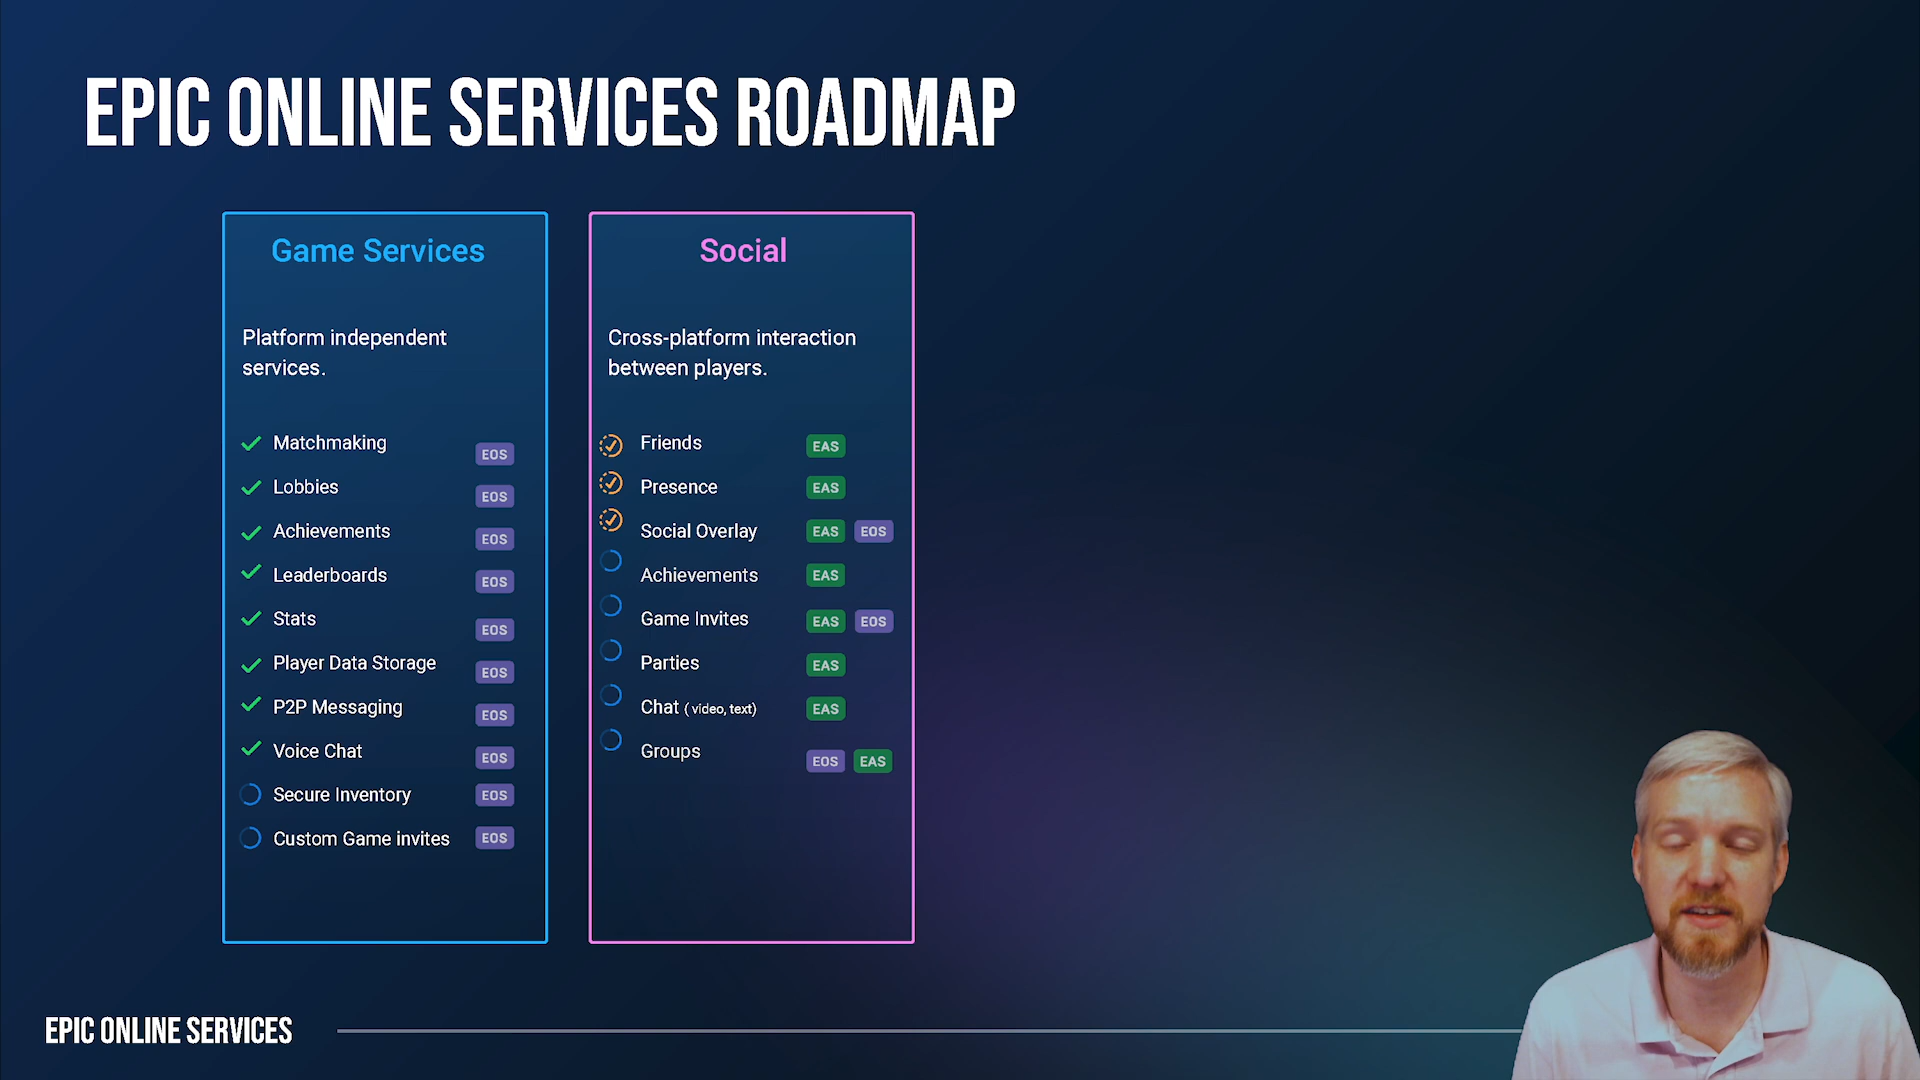 EPIC ONLINE SERVICES ROADMAP
Game Services
Platform independent
services.
Matchmaking EOS
Lobbies EOS
Achievements EOS
Leaderboards EOS
Stats EOS
Player Data Storage EOS
P2P Messaging EOS
Voice Chat EOS
Secure Inventory EOS
Custom Game invites EOS
Social
Cross-platform interaction
between players.
Friends EAS
Presence EAS
Social Overlay EAS EOS
Achievements EAS
Game Invites EAS EOS
Parties EAS
Chat ( video, text) EAS
Groups EOS EAS
EPIC ONLINE SERVICES